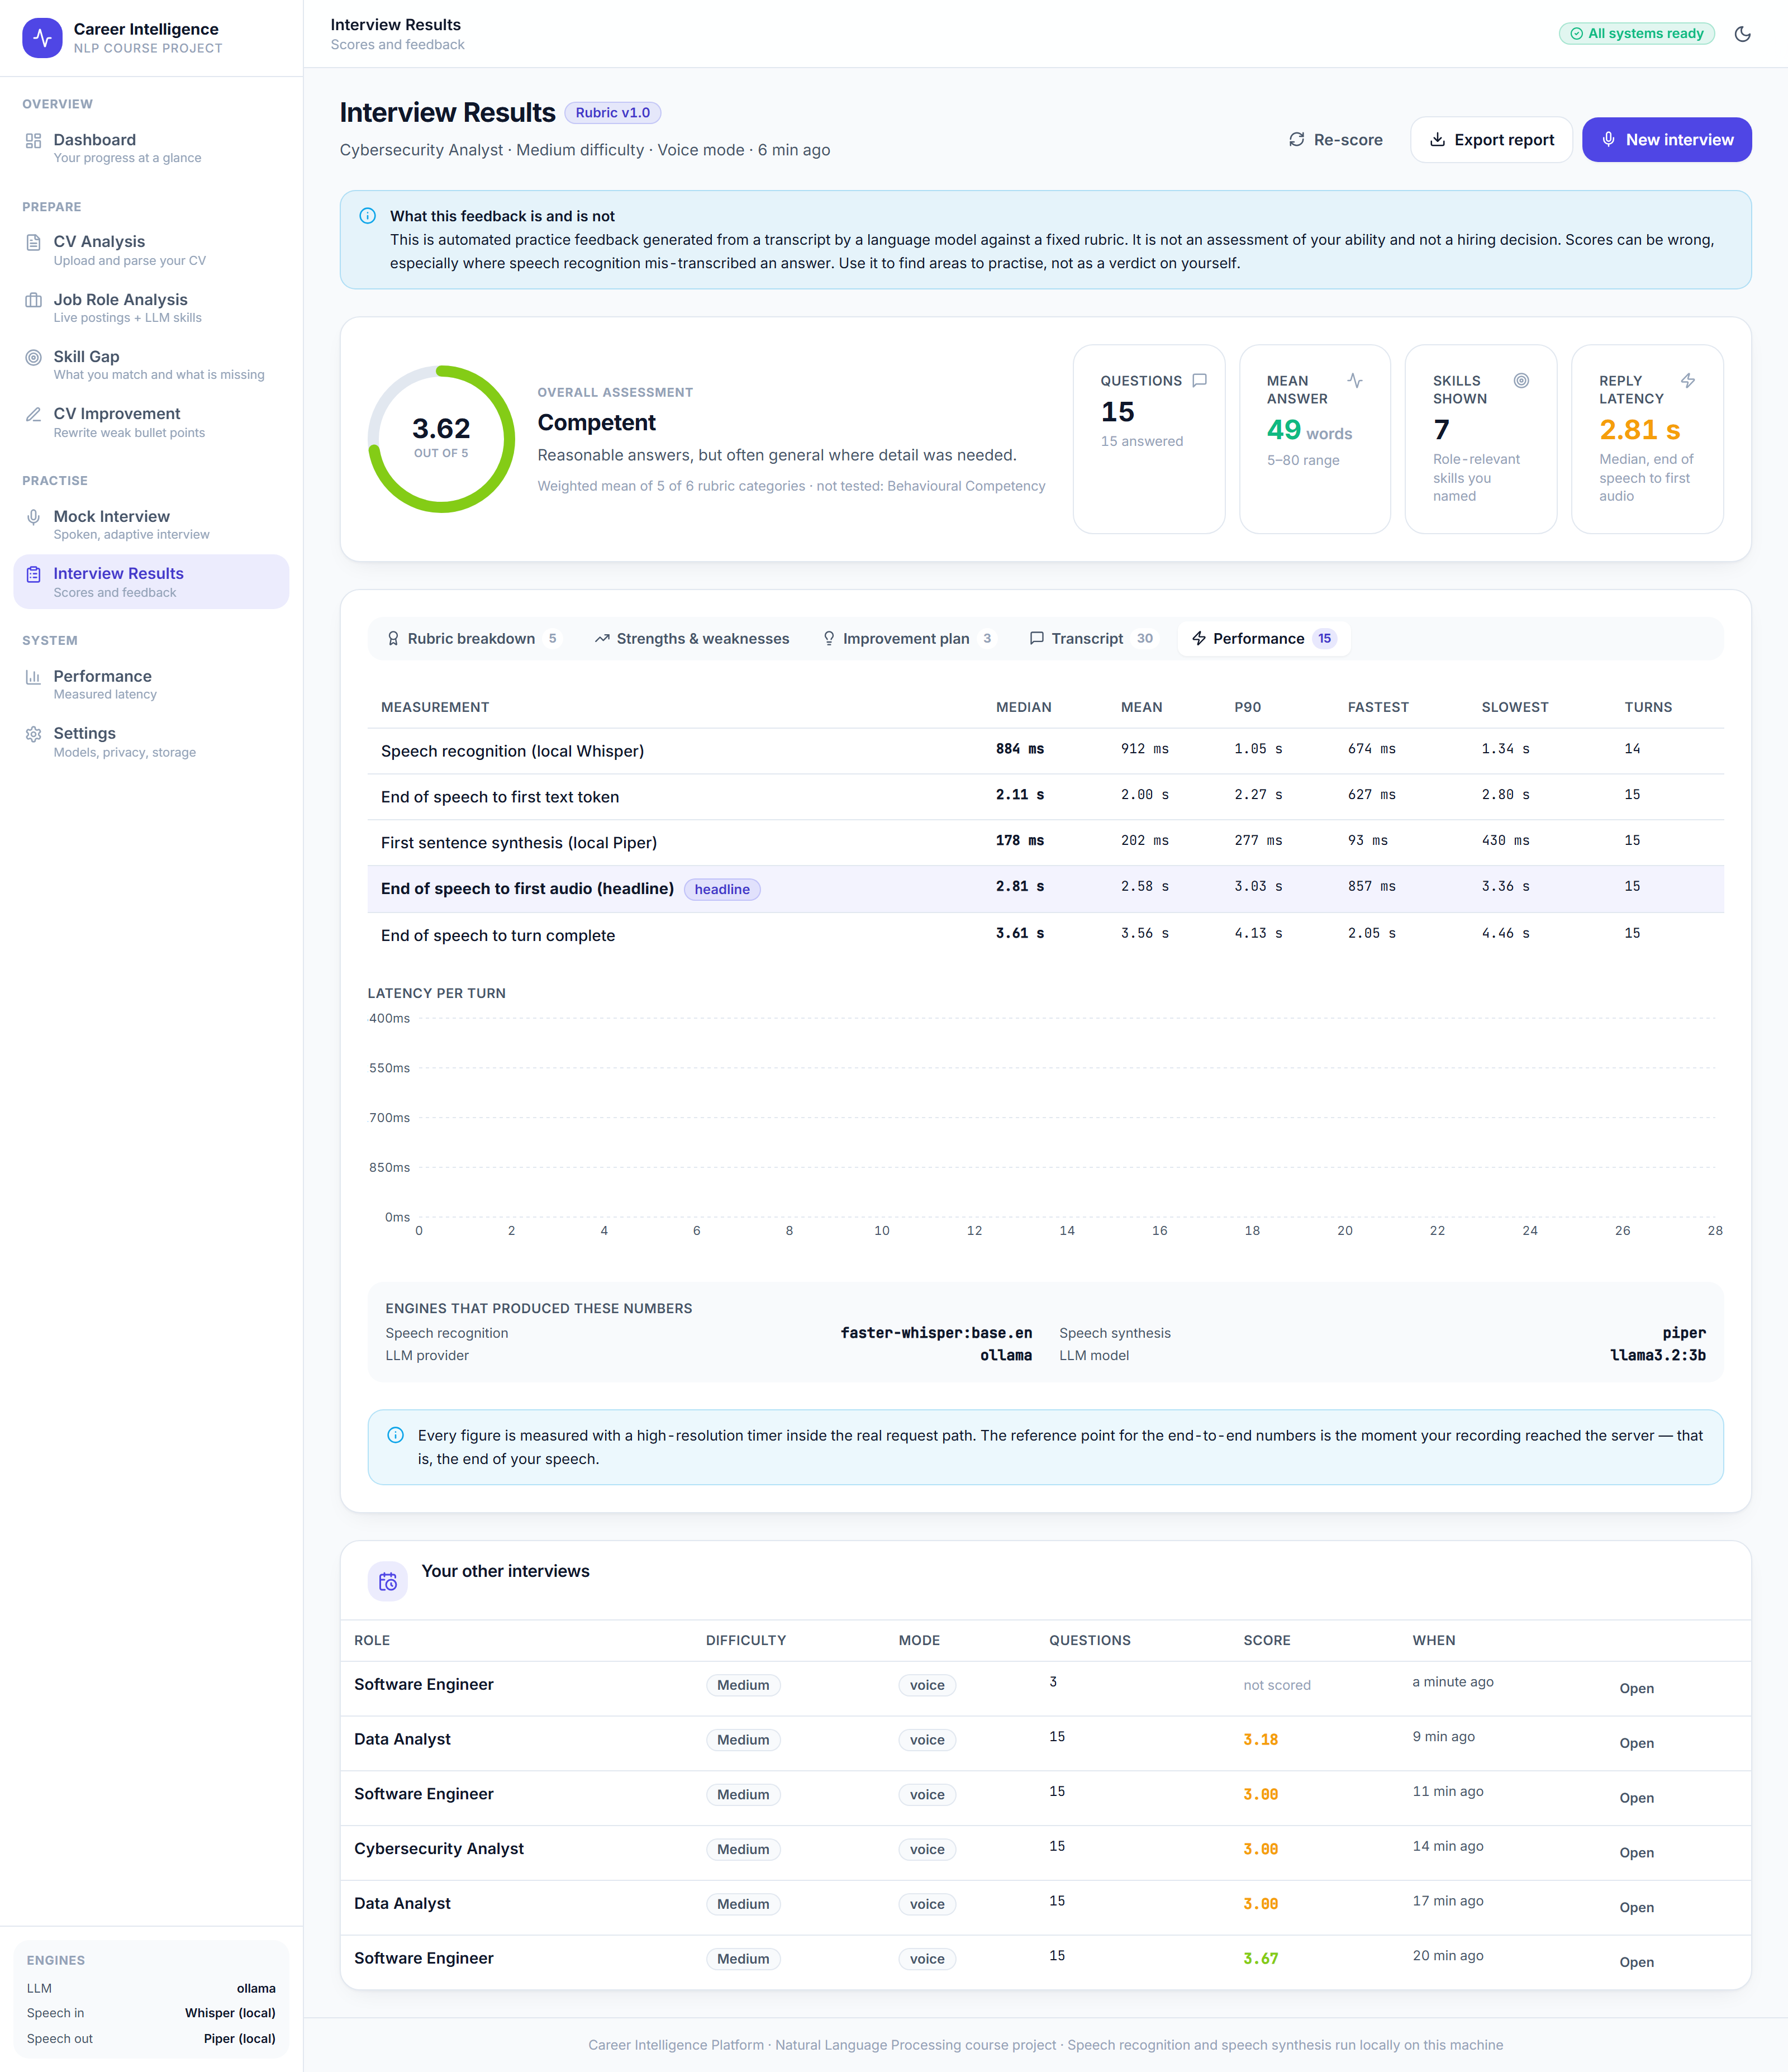 Career Intelligence
NLP COURSE PROJECT
OVERVIEW
Dashboard
Your progress at a glance
PREPARE
CV Analysis
Upload and parse your CV
Job Role Analysis
Live postings + LLM skills
Skill Gap
What you match and what is missing
CV Improvement
Rewrite weak bullet points
PRACTISE
Mock Interview
Spoken, adaptive interview
Interview Results
Scores and feedback
SYSTEM
Performance
Measured latency
Settings
Models, privacy, storage
ENGINES
LLM ollama
Speech in Whisper (local)
Speech out Piper (local)
Interview Results
Scores and feedback
All systems ready
Interview Results Rubric v1.0
Cybersecurity Analyst · Medium difficulty · Voice mode · 6 min ago
Re-score Export report New interview
What this feedback is and is not
This is automated practice feedback generated from a transcript by a language model against a fixed rubric. It is not an assessment of your ability and not a hiring decision. Scores can be wrong,
especially where speech recognition mis-transcribed an answer. Use it to find areas to practise, not as a verdict on yourself.
3.62
OUT OF 5
OVERALL ASSESSMENT
Competent
Reasonable answers, but often general where detail was needed.
Weighted mean of 5 of 6 rubric categories · not tested: Behavioural Competency
QUESTIONS
15
15 answered
MEAN
ANSWER
49 words
5–80 range
SKILLS
SHOWN
7
Role-relevant
skills you
named
REPLY
LATENCY
2.81 s
Median, end of
speech to first
audio
Rubric breakdown 5 Strengths & weaknesses Improvement plan 3 Transcript 30 Performance 15
MEASUREMENT MEDIAN MEAN P90 FASTEST SLOWEST TURNS
Speech recognition (local Whisper) 884 ms 912 ms 1.05 s 674 ms 1.34 s 14
End of speech to first text token 2.11 s 2.00 s 2.27 s 627 ms 2.80 s 15
First sentence synthesis (local Piper) 178 ms 202 ms 277 ms 93 ms 430 ms 15
End of speech to first audio (headline) headline 2.81 s 2.58 s 3.03 s 857 ms 3.36 s 15
End of speech to turn complete 3.61 s 3.56 s 4.13 s 2.05 s 4.46 s 15
LATENCY PER TURN
400ms
550ms
700ms
850ms
0ms
0 2 4 6 8 10 12 14 16 18 20 22 24 26 28
ENGINES THAT PRODUCED THESE NUMBERS
Speech recognition faster-whisper:base.en Speech synthesis piper
LLM provider ollama LLM model llama3.2:3b
Every figure is measured with a high-resolution timer inside the real request path. The reference point for the end-to-end numbers is the moment your recording reached the server — that
is, the end of your speech.
Your other interviews
ROLE DIFFICULTY MODE QUESTIONS SCORE WHEN
Software Engineer Medium voice 3 not scored a minute ago Open
Data Analyst Medium voice 15 3.18 9 min ago Open
Software Engineer Medium voice 15 3.00 11 min ago Open
Cybersecurity Analyst Medium voice 15 3.00 14 min ago Open
Data Analyst Medium voice 15 3.00 17 min ago Open
Software Engineer Medium voice 15 3.67 20 min ago Open
Career Intelligence Platform · Natural Language Processing course project · Speech recognition and speech synthesis run locally on this machine